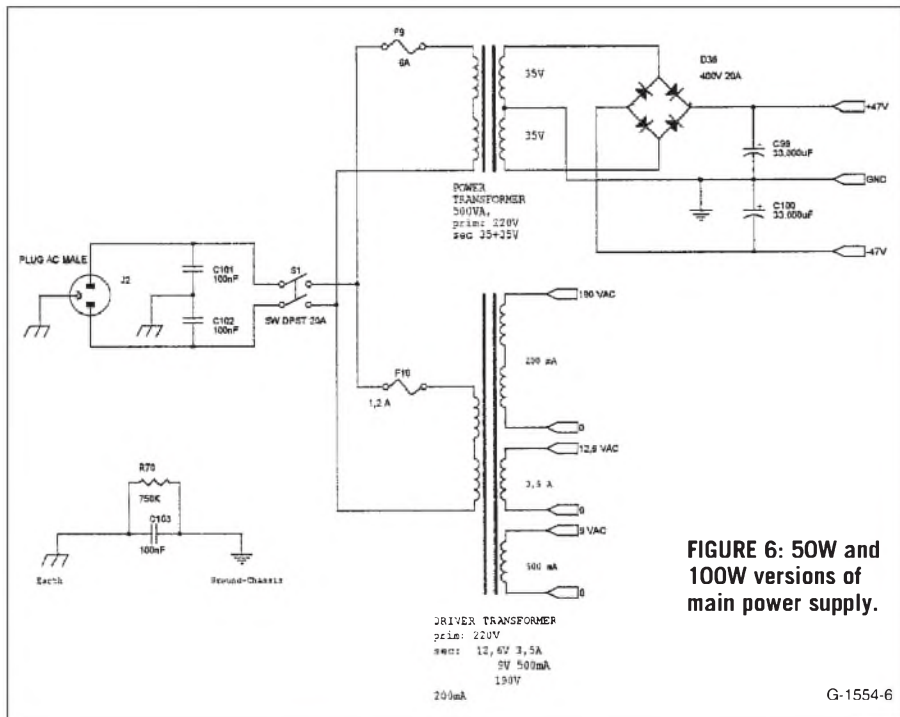 F9
6A
35V
35V
D38
400V 20A
+47V
C99
33,000uF
GND
C100
33,000uF
-47V
POWER
TRANSFORMER
500VA,
prim: 220V
sec 35+35V
PLUG AC MALE
J2
C101
100nF
C102
100nF
S1
SW DPST 20A
F10
1,2 A
190 VAC
200 mA
0
12,6 VAC
3,5 A
0
9 VAC
500 mA
0
R70
750K
C103
100nF
Earth
Ground-Chassis
DRIVER TRANSFORMER
prim: 220V
sec: 12,6V 3,5A
9V 500mA
190V
200mA
FIGURE 6: 50W and
100W versions of
main power supply.
G-1554-6